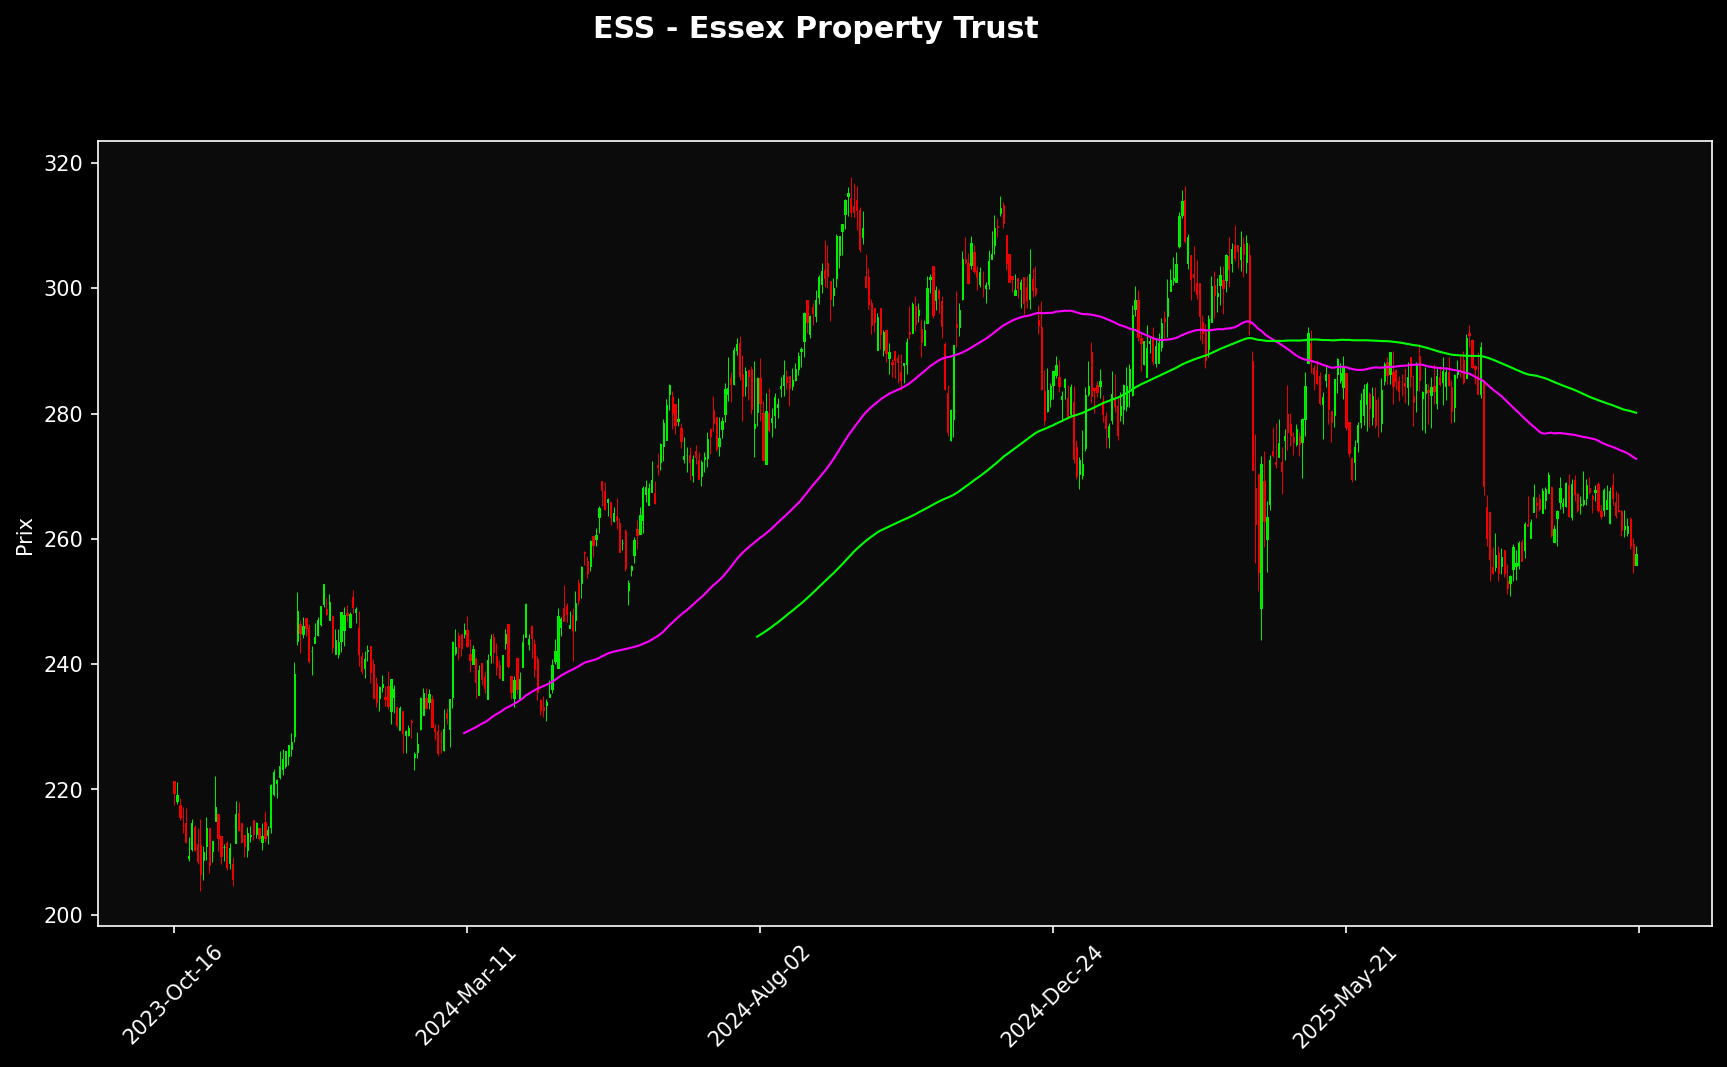 ESS - Essex Property Trust
Prix
320
300
280
260
240
220
200
2023-Oct-16
2024-Mar-11
2024-Aug-02
2024-Dec-24
2025-May-21